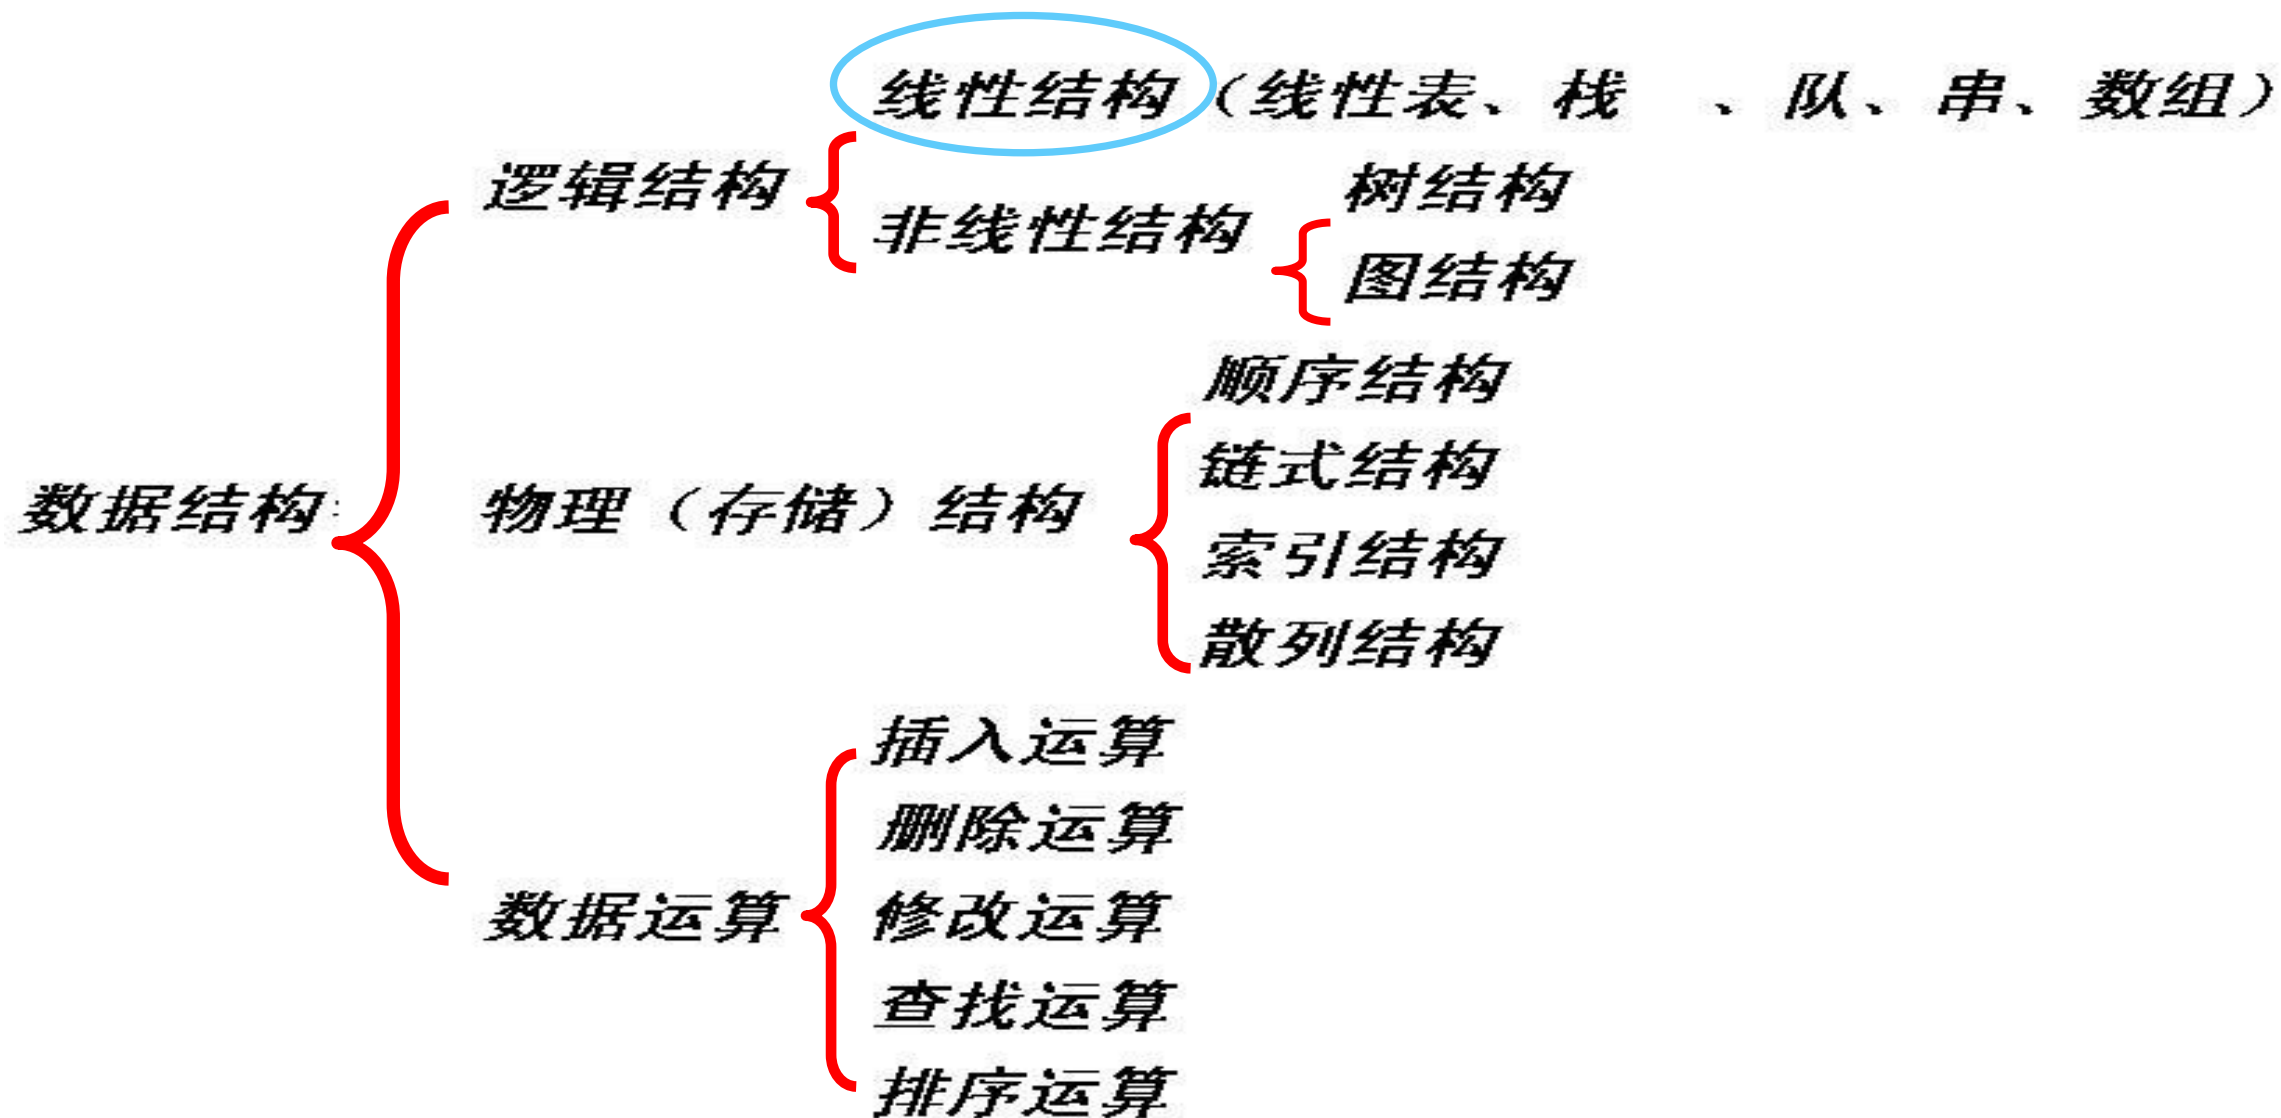 线性结构（线性表、栈 、队、串、数组）
逻辑结构
非线性结构
树结构
图结构
数据结构:
物理（存储）结构
顺序结构
链式结构
索引结构
散列结构
数据运算
插入运算
删除运算
修改运算
查找运算
排序运算